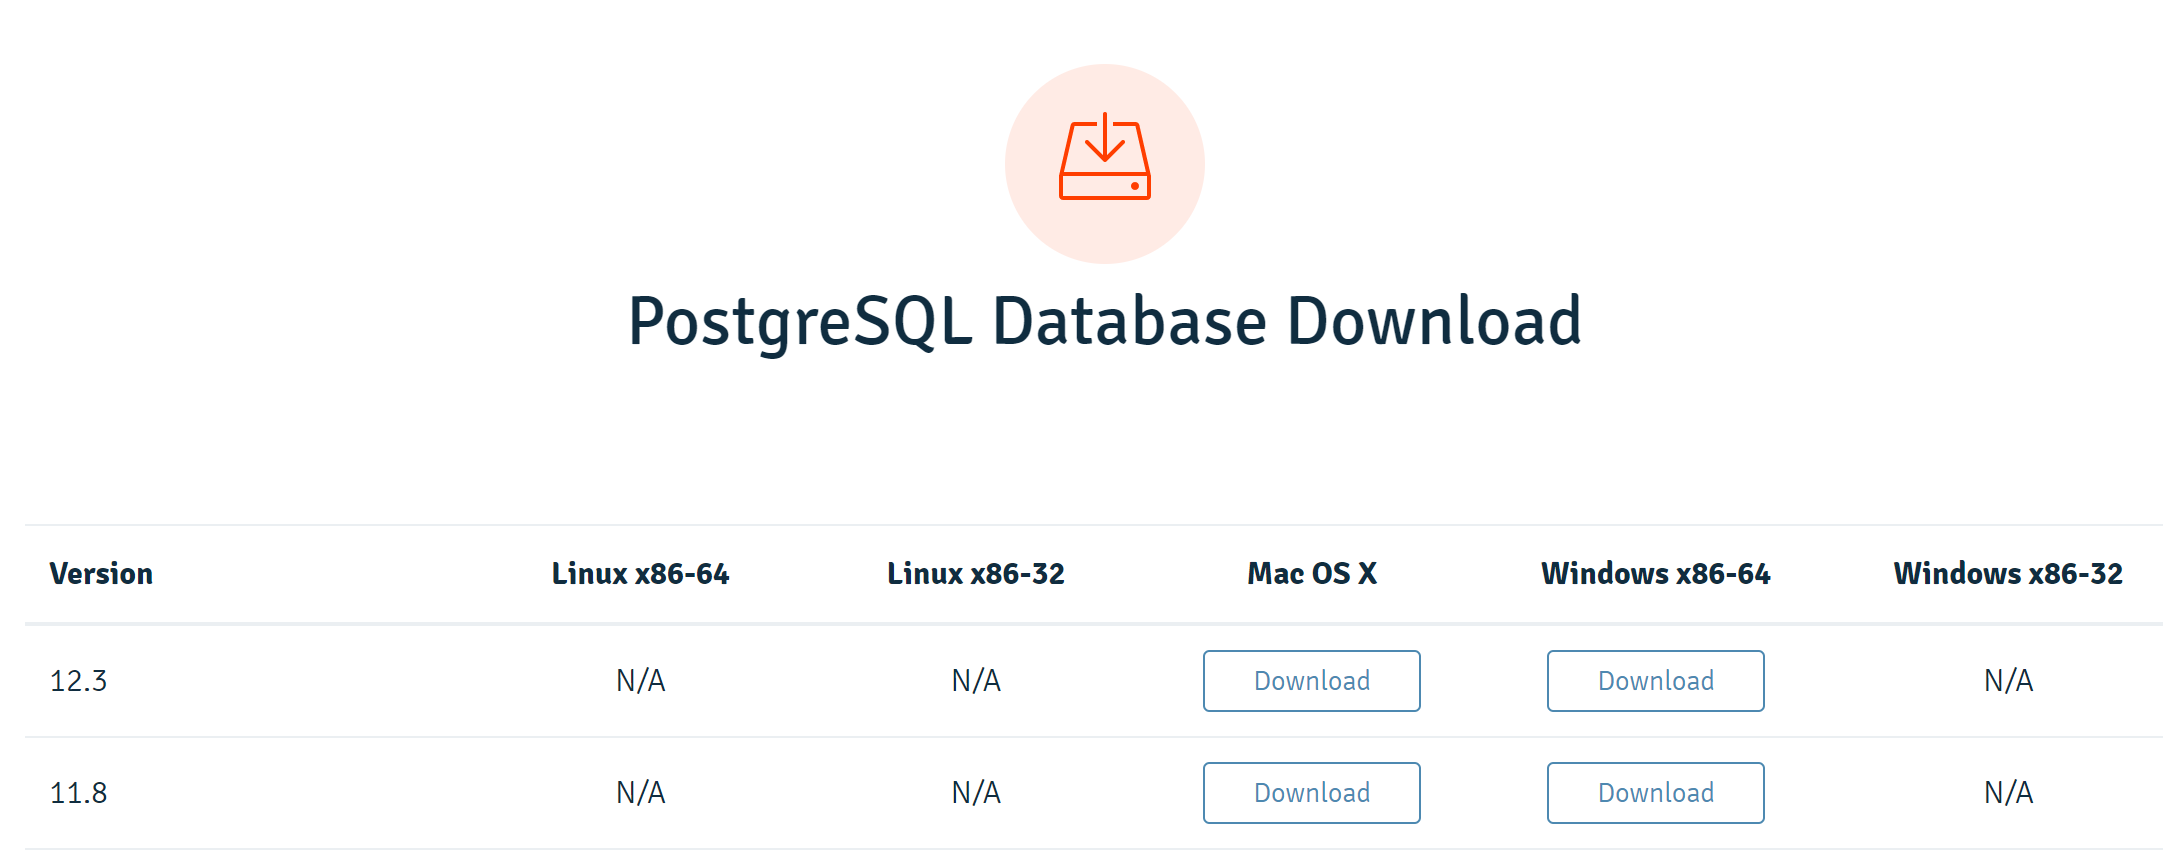 PostgreSQL Database Download
Version Linux x86-64 Linux x86-32 Mac OS X Windows x86-64 Windows x86-32
12.3 N/A N/A Download Download N/A
11.8 N/A N/A Download Download N/A